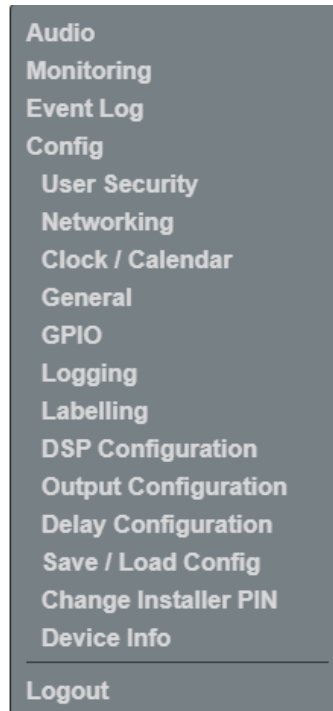 Audio
Monitoring
Event Log
Config
User Security
Networking
Clock / Calendar
General
GPIO
Logging
Labelling
DSP Configuration
Output Configuration
Delay Configuration
Save / Load Config
Change Installer PIN
Device Info
Logout